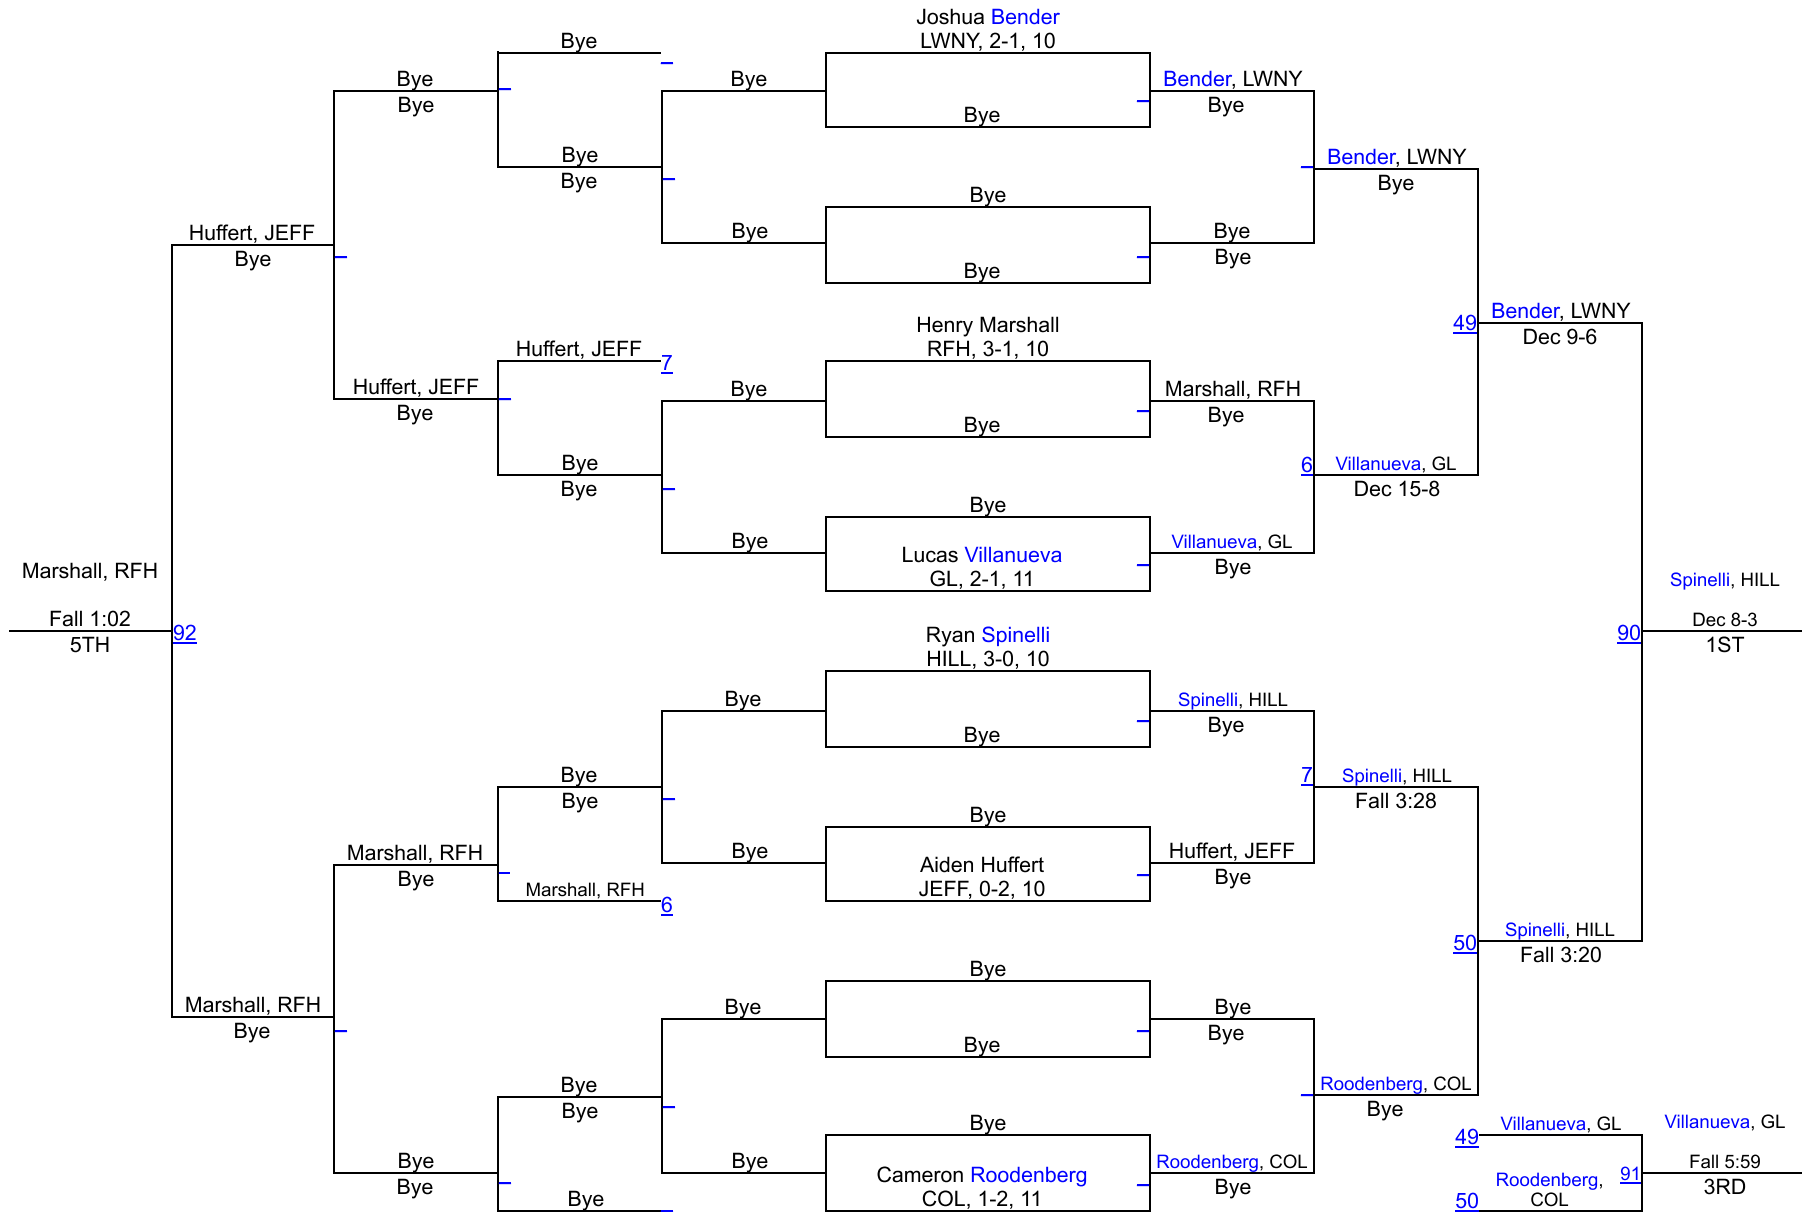 Joshua Bender
LWNY, 2-1, 10
Bye
Bye
Bye
Bye
Bye
Bender, LWNY
Bye
Bye
Bye
Bye
Bender, LWNY
Bye
Bye
Bye
Bye
Bye
Huffert, JEFF
Bye
Bye
Bender, LWNY
49
Dec 9-6
Henry Marshall
RFH, 3-1, 10
Huffert, JEFF
7
Huffert, JEFF
Bye
Bye
Marshall, RFH
Bye
Bye
Bye
Bye
6
Villanueva, GL
Dec 15-8
Bye
Bye
Lucas Villanueva
GL, 2-1, 11
Villanueva, GL
Bye
Marshall, RFH
Fall 1:02
5TH
92
Spinelli, HILL
90
Dec 8-3
1ST
Ryan Spinelli
HILL, 3-0, 10
Bye
Bye
Spinelli, HILL
Bye
Bye
Bye
7
Spinelli, HILL
Fall 3:28
Bye
Marshall, RFH
Bye
Bye
Aiden Huffert
JEFF, 0-2, 10
Huffert, JEFF
Bye
Marshall, RFH
6
50
Spinelli, HILL
Fall 3:20
Bye
Marshall, RFH
Bye
Bye
Bye
Bye
Bye
Bye
Bye
Roodenberg, COL
Bye
Bye
Bye
Bye
Bye
Cameron Roodenberg
COL, 1-2, 11
Roodenberg, COL
Bye
Bye
49
Villanueva, GL
Villanueva, GL
50
Roodenberg,
COL
91
Fall 5:59
3RD